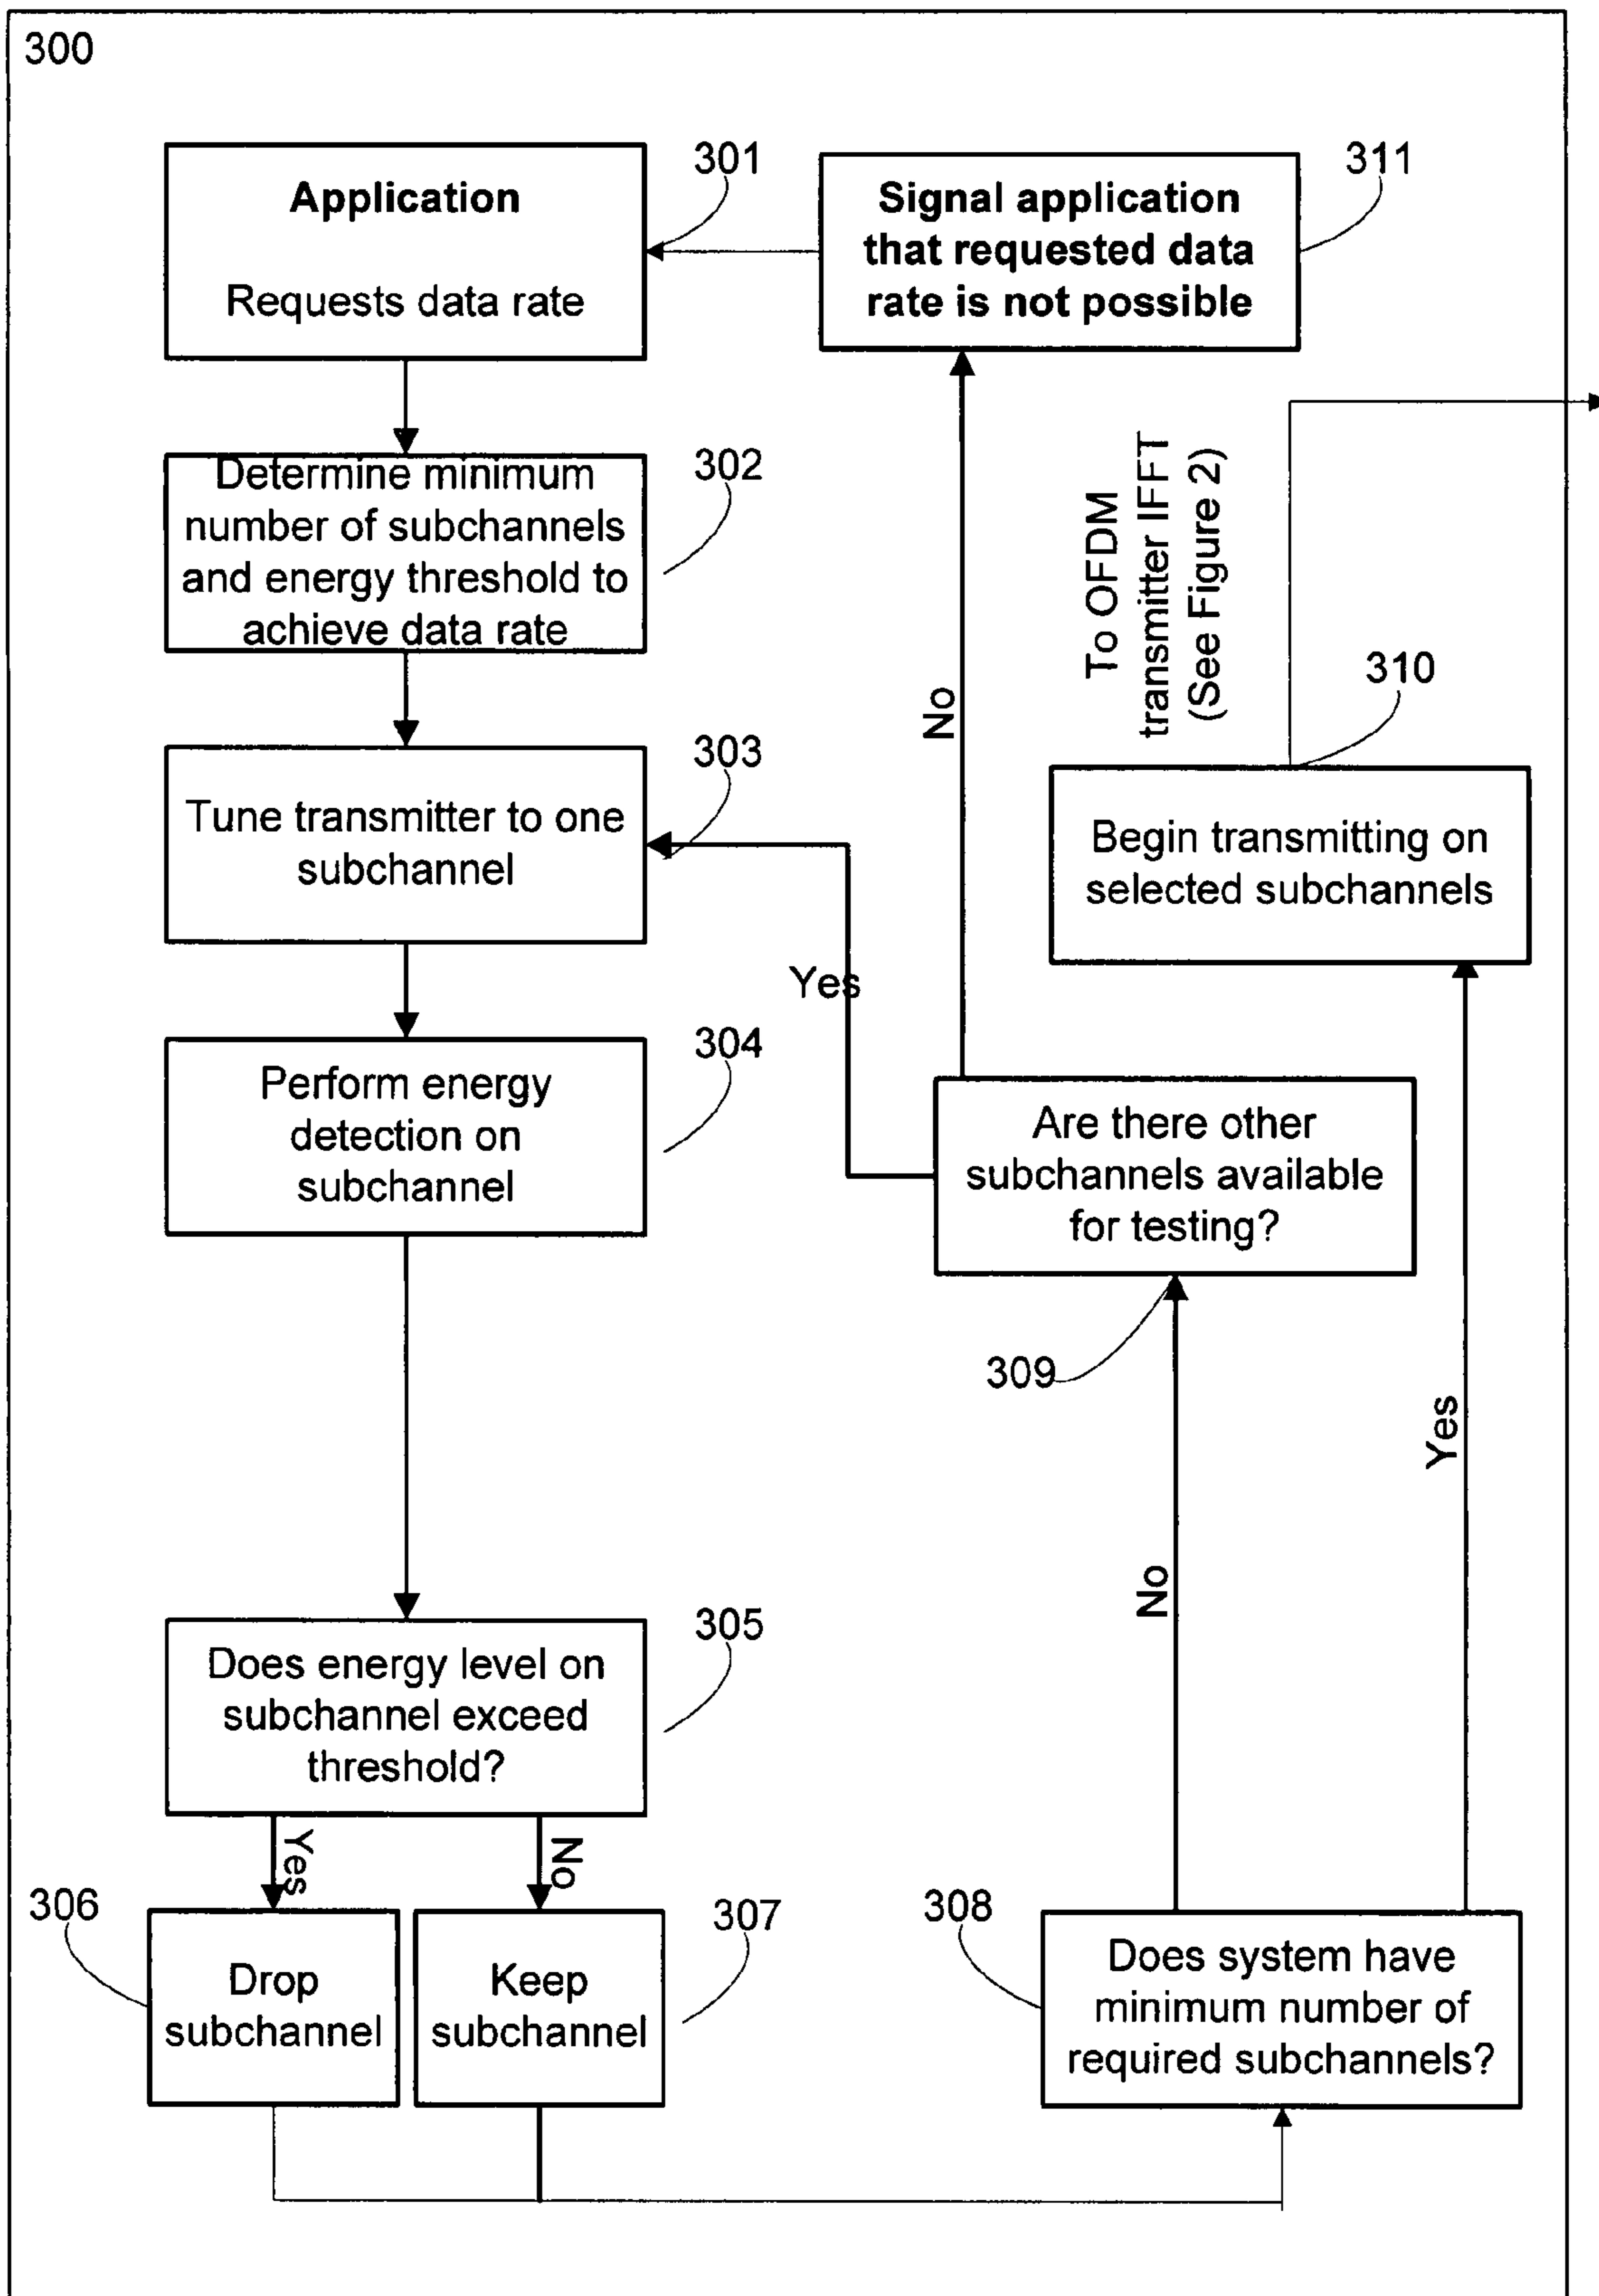 300
Application
Requests data rate
301
Signal application
that requested data
rate is not possible
311
Determine minimum
number of subchannels
and energy threshold to
achieve data rate
302
To OFDM
transmitter IFFT
(See Figure 2)
No
310
Tune transmitter to one
subchannel
303
Begin transmitting on
selected subchannels
Yes
Perform energy
detection on
subchannel
304
Are there other
subchannels available
for testing?
309
Yes
No
Does energy level on
subchannel exceed
threshold?
305
Yes
No
306
Drop
subchannel
Keep
subchannel
307
308
Does system have
minimum number of
required subchannels?